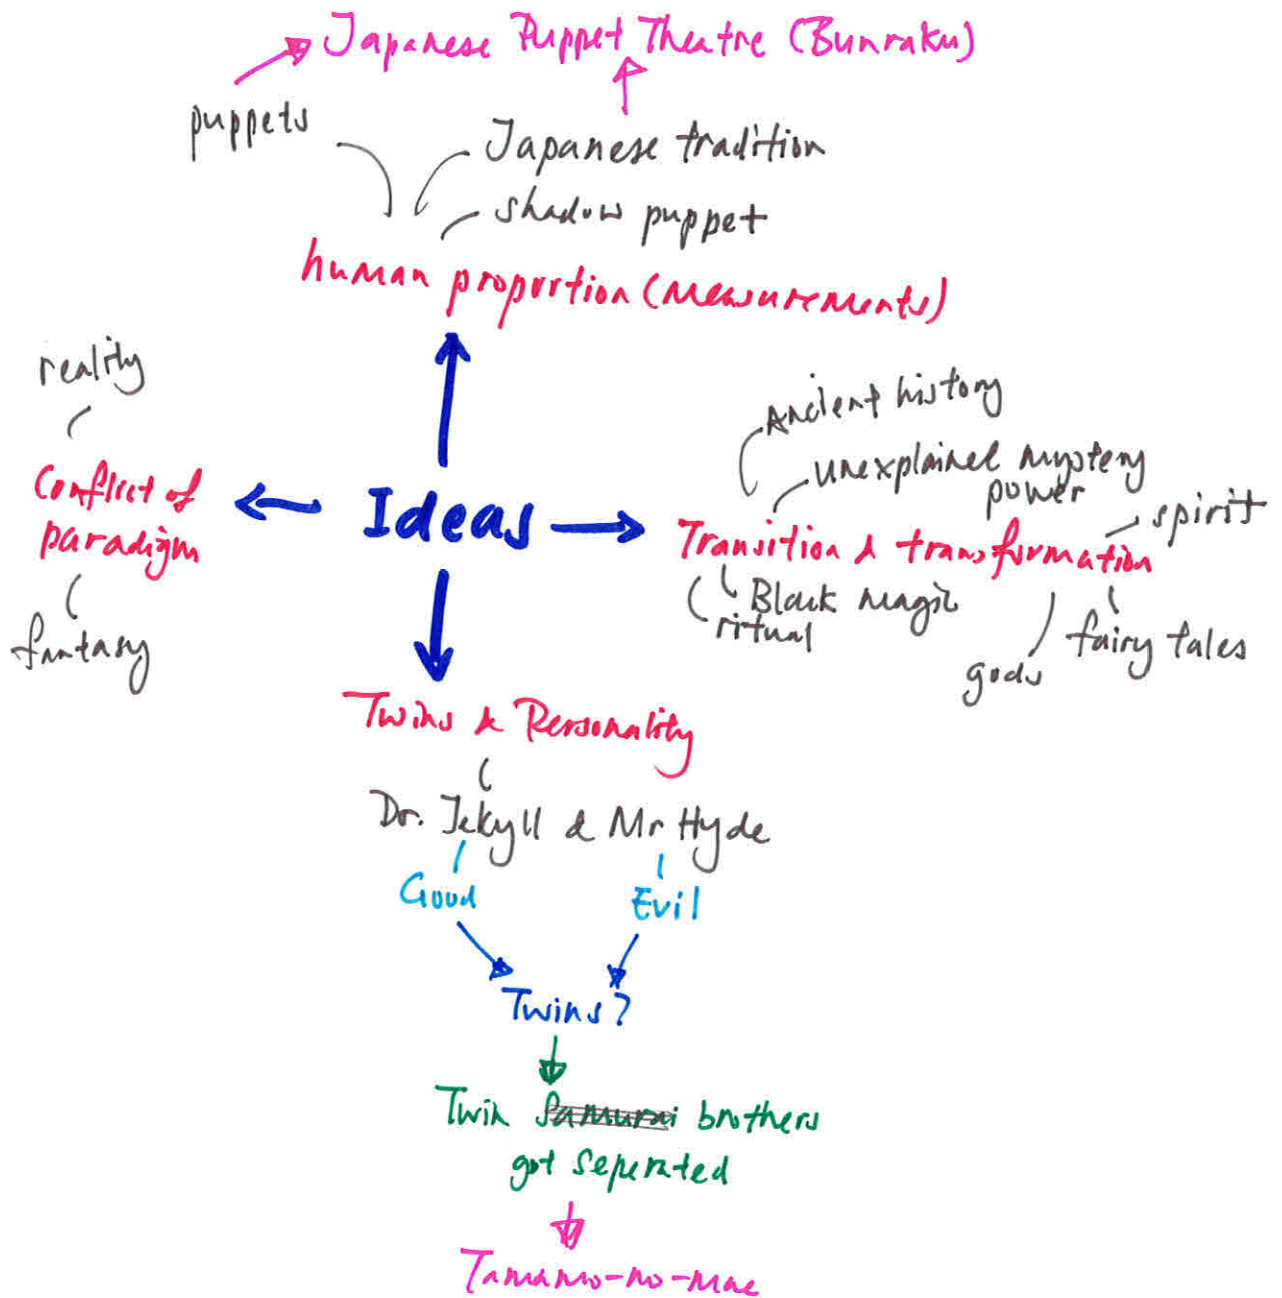 Japanese Puppet Theatre (Bunraku)
puppets
Japanese tradition
shadow puppet
human proportion (measurements)
reality
Conflict of
paradigm
fantasy
Ideas
Ancient history
unexplained mystery
power
spirit
Transition & transformation
Black magic
ritual
gods
fairy tales
Twins & Personality
Dr. Jekyll & Mr Hyde
Good
Evil
Twins?
Twin Samurai brothers
got seperated
Tamamo-no-mae